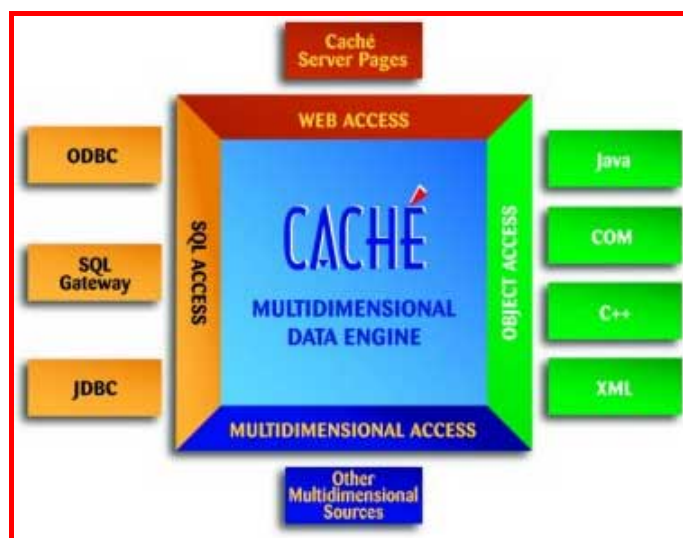 Caché
Server Pages
WEB ACCESS
ODBC
SQL
Gateway
JDBC
SQL ACCESS
CACHÉ
MULTIDIMENSIONAL
DATA ENGINE
OBJECT ACCESS
Java
COM
C++
XML
MULTIDIMENSIONAL ACCESS
Other
Multidimensional
Sources